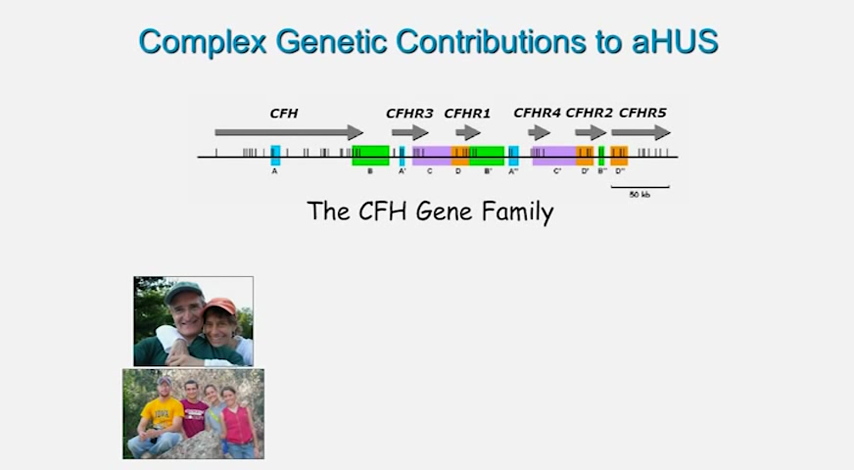 Complex Genetic Contributions to aHUS
CFH CFHR3 CFHR1 CFHR4 CFHR2 CFHR5
A B A' C D B' A'' C' D' B'' D''
50 kb
The CFH Gene Family